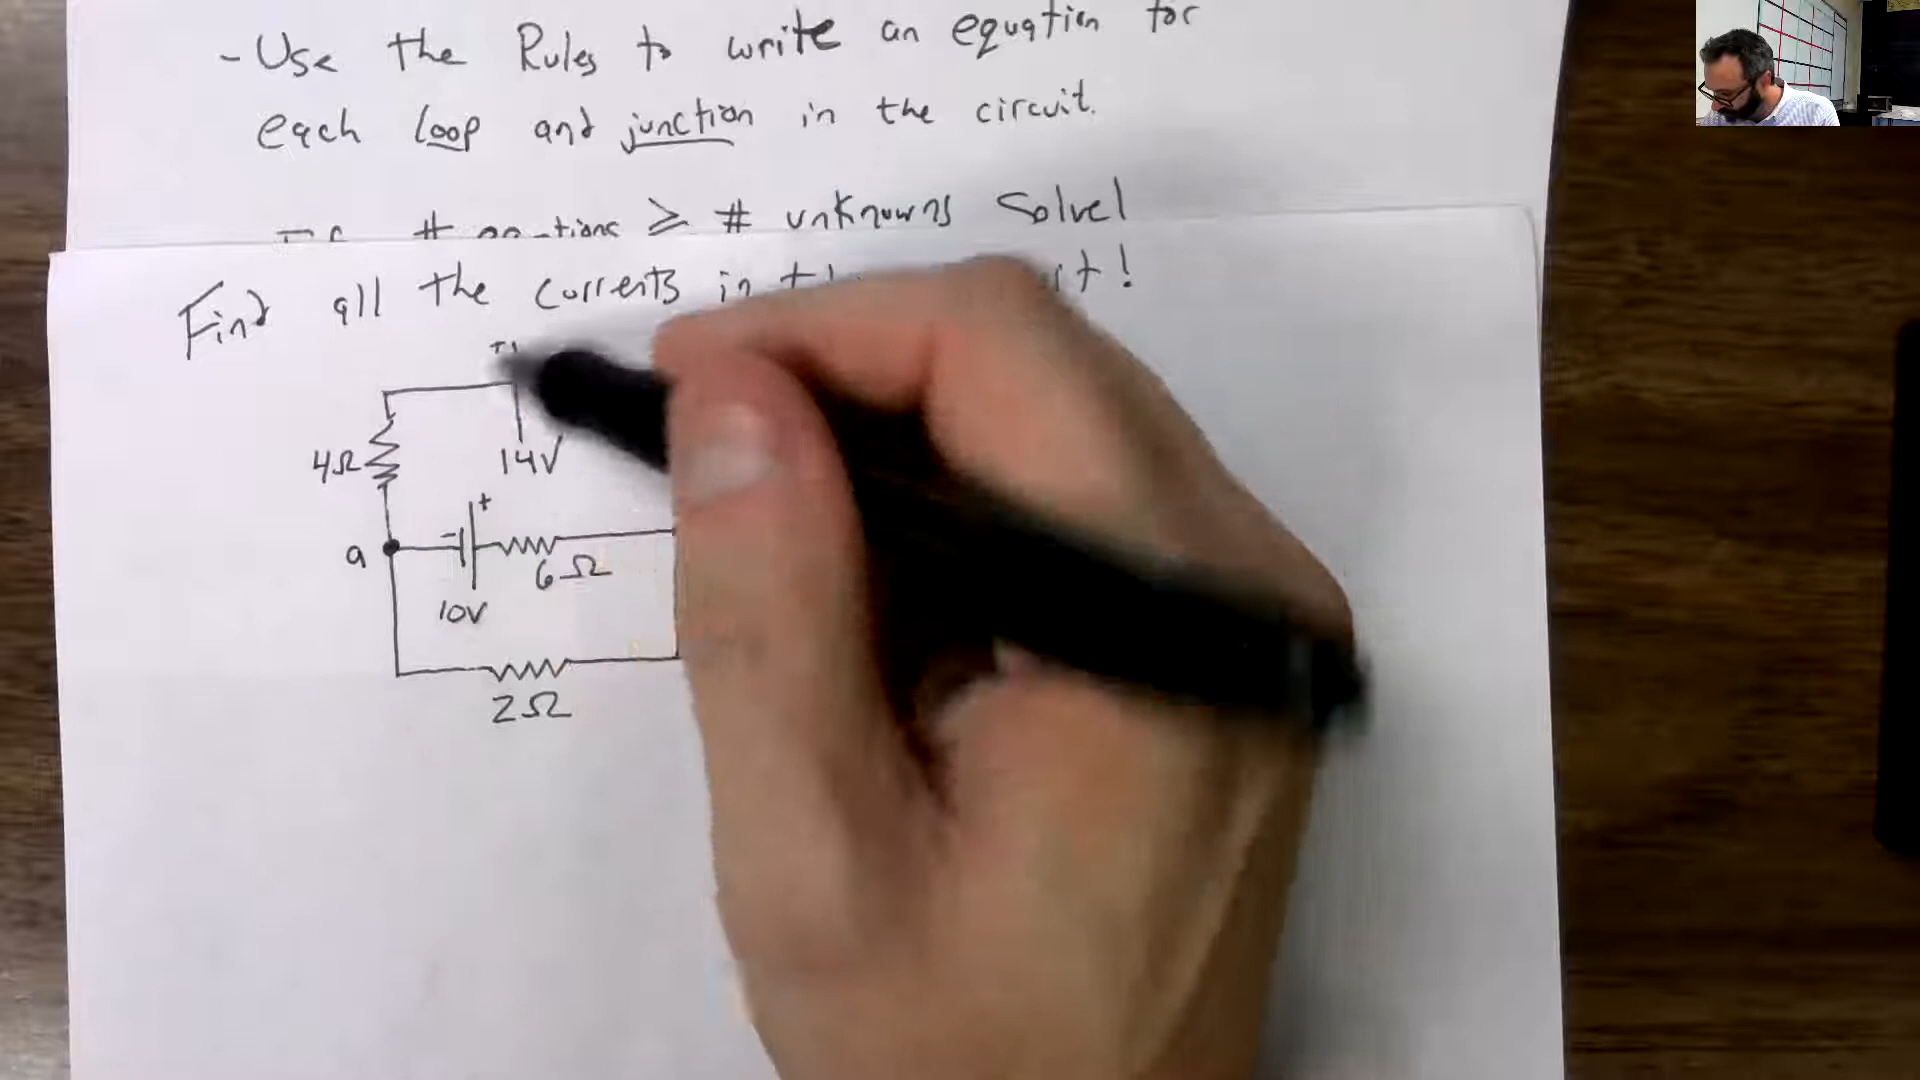 - Use the Rules to write an equation for
each loop and junction in the circuit.
# ≥ # unknowns Solve!
Find all the currents in !
4Ω
14V
+
a
-
6Ω
10V
2Ω